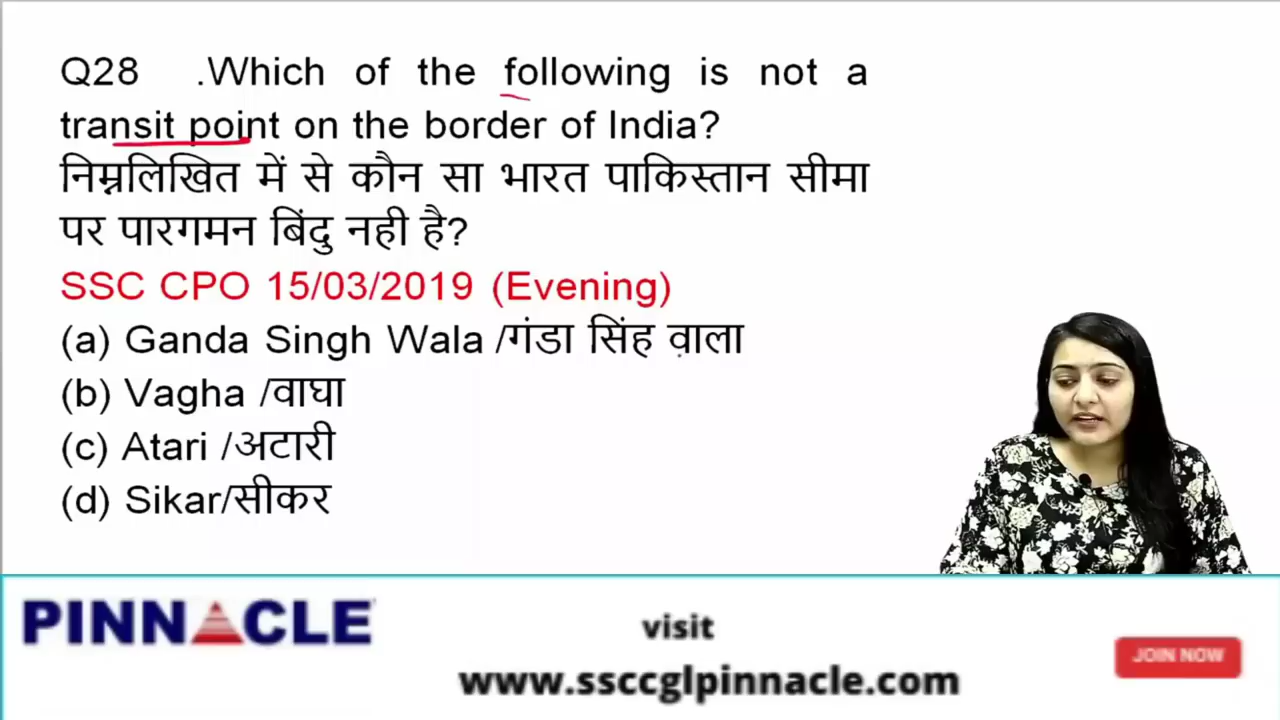 Q28 .Which of the following is not a
transit point on the border of India?
निम्नलिखित में से कौन सा भारत पाकिस्तान सीमा
पर पारगमन बिंदु नही है?
SSC CPO 15/03/2019 (Evening)
(a) Ganda Singh Wala /गंडा सिंह व़ाला
(b) Vagha /वाघा
(c) Atari /अटारी
(d) Sikar/सीकर
PINNACLE
visit
www.ssccglpinnacle.com
JOIN NOW